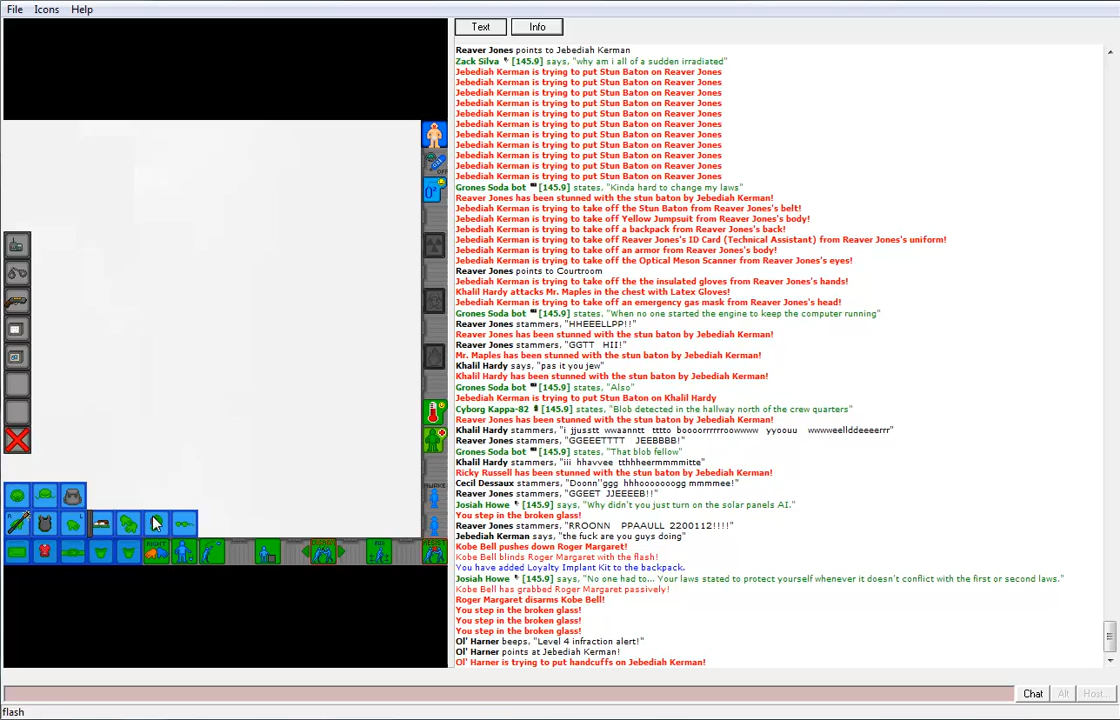 File Icons Help
Text Info
Reaver Jones points to Jebediah Kerman
Zack Silva [145.9] says, "why am i all of a sudden irradiated"
Jebediah Kerman is trying to put Stun Baton on Reaver Jones
Jebediah Kerman is trying to put Stun Baton on Reaver Jones
Jebediah Kerman is trying to put Stun Baton on Reaver Jones
Jebediah Kerman is trying to put Stun Baton on Reaver Jones
Jebediah Kerman is trying to put Stun Baton on Reaver Jones
Jebediah Kerman is trying to put Stun Baton on Reaver Jones
Jebediah Kerman is trying to put Stun Baton on Reaver Jones
Jebediah Kerman is trying to put Stun Baton on Reaver Jones
Jebediah Kerman is trying to put Stun Baton on Reaver Jones
Jebediah Kerman is trying to put Stun Baton on Reaver Jones
Jebediah Kerman is trying to put Stun Baton on Reaver Jones
Grones Soda bot [145.9] states, "Kinda hard to change my laws"
Reaver Jones has been stunned with the stun baton by Jebediah Kerman!
Jebediah Kerman is trying to take off the Stun Baton from Reaver Jones's belt!
Jebediah Kerman is trying to take off Yellow Jumpsuit from Reaver Jones's body!
Jebediah Kerman is trying to take off a backpack from Reaver Jones's back!
Jebediah Kerman is trying to take off Reaver Jones's ID Card (Technical Assistant) from Reaver Jones's uniform!
Jebediah Kerman is trying to take off an armor from Reaver Jones's body!
Jebediah Kerman is trying to take off the Optical Meson Scanner from Reaver Jones's eyes!
Reaver Jones points to Courtroom
Jebediah Kerman is trying to take off the the insulated gloves from Reaver Jones's hands!
Khalil Hardy attacks Mr. Maples in the chest with Latex Gloves!
Jebediah Kerman is trying to take off an emergency gas mask from Reaver Jones's head!
Grones Soda bot [145.9] states, "When no one started the engine to keep the computer running"
Reaver Jones stammers, "HHEEELLPP!!"
Reaver Jones has been stunned with the stun baton by Jebediah Kerman!
Reaver Jones stammers, "GGTT HII!"
Mr. Maples has been stunned with the stun baton by Jebediah Kerman!
Khalil Hardy says, "pas it you jew"
Khalil Hardy has been stunned with the stun baton by Jebediah Kerman!
Grones Soda bot [145.9] states, "Also"
Jebediah Kerman is trying to put Stun Baton on Khalil Hardy
Cyborg Kappa-82 [145.9] states, "Blob detected in the hallway north of the crew quarters"
Reaver Jones has been stunned with the stun baton by Jebediah Kerman!
Khalil Hardy stammers, "i jjusstt wwaanntt tttto boooorrrrrroowwww yyoouu wwwweellddeeeerrr"
Reaver Jones stammers, "GGEEETTTT JEEBBBB!"
Grones Soda bot [145.9] states, "That blob fellow"
Khalil Hardy stammers, "iii hhavvee tthhheermmmmitte"
Ricky Russell has been stunned with the stun baton by Jebediah Kerman!
Cecil Dessaux stammers, "Doonn''ggg hhhooooooogg mmmmee!"
Reaver Jones stammers, "GGEET JJEEEEB!!"
Josiah Howe [145.9] says, "Why didn't you just turn on the solar panels AI."
You step in the broken glass!
Reaver Jones stammers, "RROONN PPAAULL 2200112!!!!"
Jebediah Kerman says, "the fuck are you guys doing"
Kobe Bell pushes down Roger Margaret!
Kobe Bell blinds Roger Margaret with the flash!
You have added Loyalty Implant Kit to the backpack.
Josiah Howe [145.9] says, "No one had to... Your laws stated to protect yourself whenever it doesn't conflict with the first or second laws."
Kobe Bell has grabbed Roger Margaret passively!
Roger Margaret disarms Kobe Bell!
You step in the broken glass!
You step in the broken glass!
You step in the broken glass!
Ol' Harner beeps, "Level 4 infraction alert!"
Ol' Harner points at Jebediah Kerman!
Ol' Harner is trying to put handcuffs on Jebediah Kerman!
Chat Alt Host...
flash